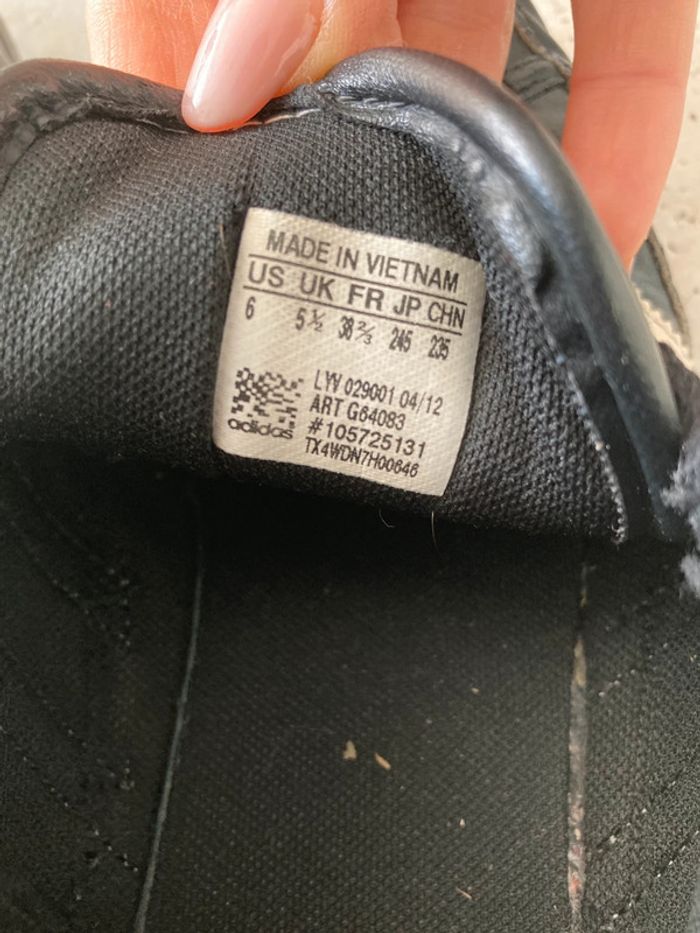 MADE IN VIETNAM
US UK FR JP CHN
6 5½ 38⅔ 245 235
LYV 029001 04/12
ART G64083
#105725131
TX4WDN7H00646
adidas